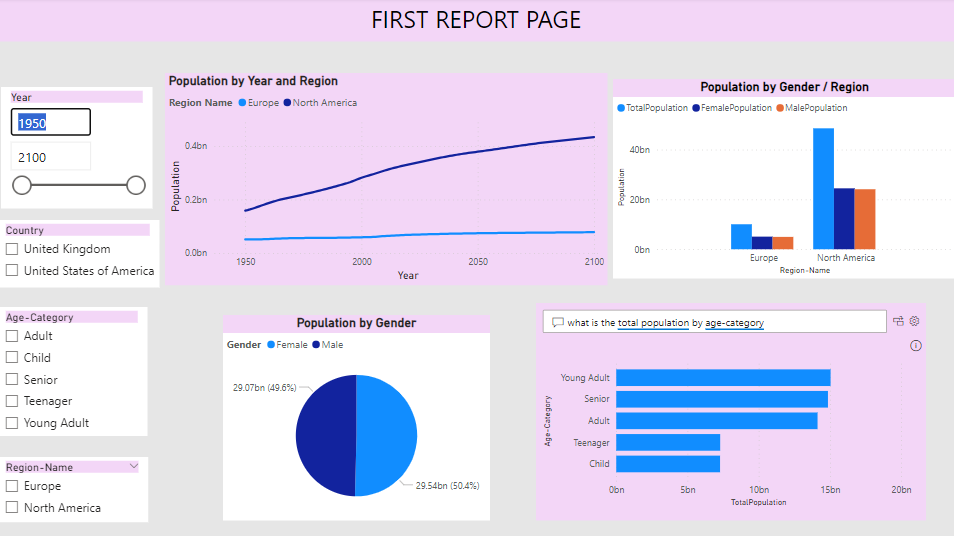 FIRST REPORT PAGE
Year
1950
2100
Country
United Kingdom
United States of America
Age-Category
Adult
Child
Senior
Teenager
Young Adult
Region-Name
Europe
North America
Population by Year and Region
Region Name Europe North America
Population
0.4bn
0.2bn
0.0bn
1950 2000 2050 2100
Year
Population by Gender / Region
TotalPopulation FemalePopulation MalePopulation
Population
40bn
20bn
0bn
Europe North America
Region-Name
Population by Gender
Gender Female Male
29.07bn (49.6%)
29.54bn (50.4%)
what is the total population by age-category
Age-Category
Young Adult
Senior
Adult
Teenager
Child
0bn 5bn 10bn 15bn 20bn
TotalPopulation